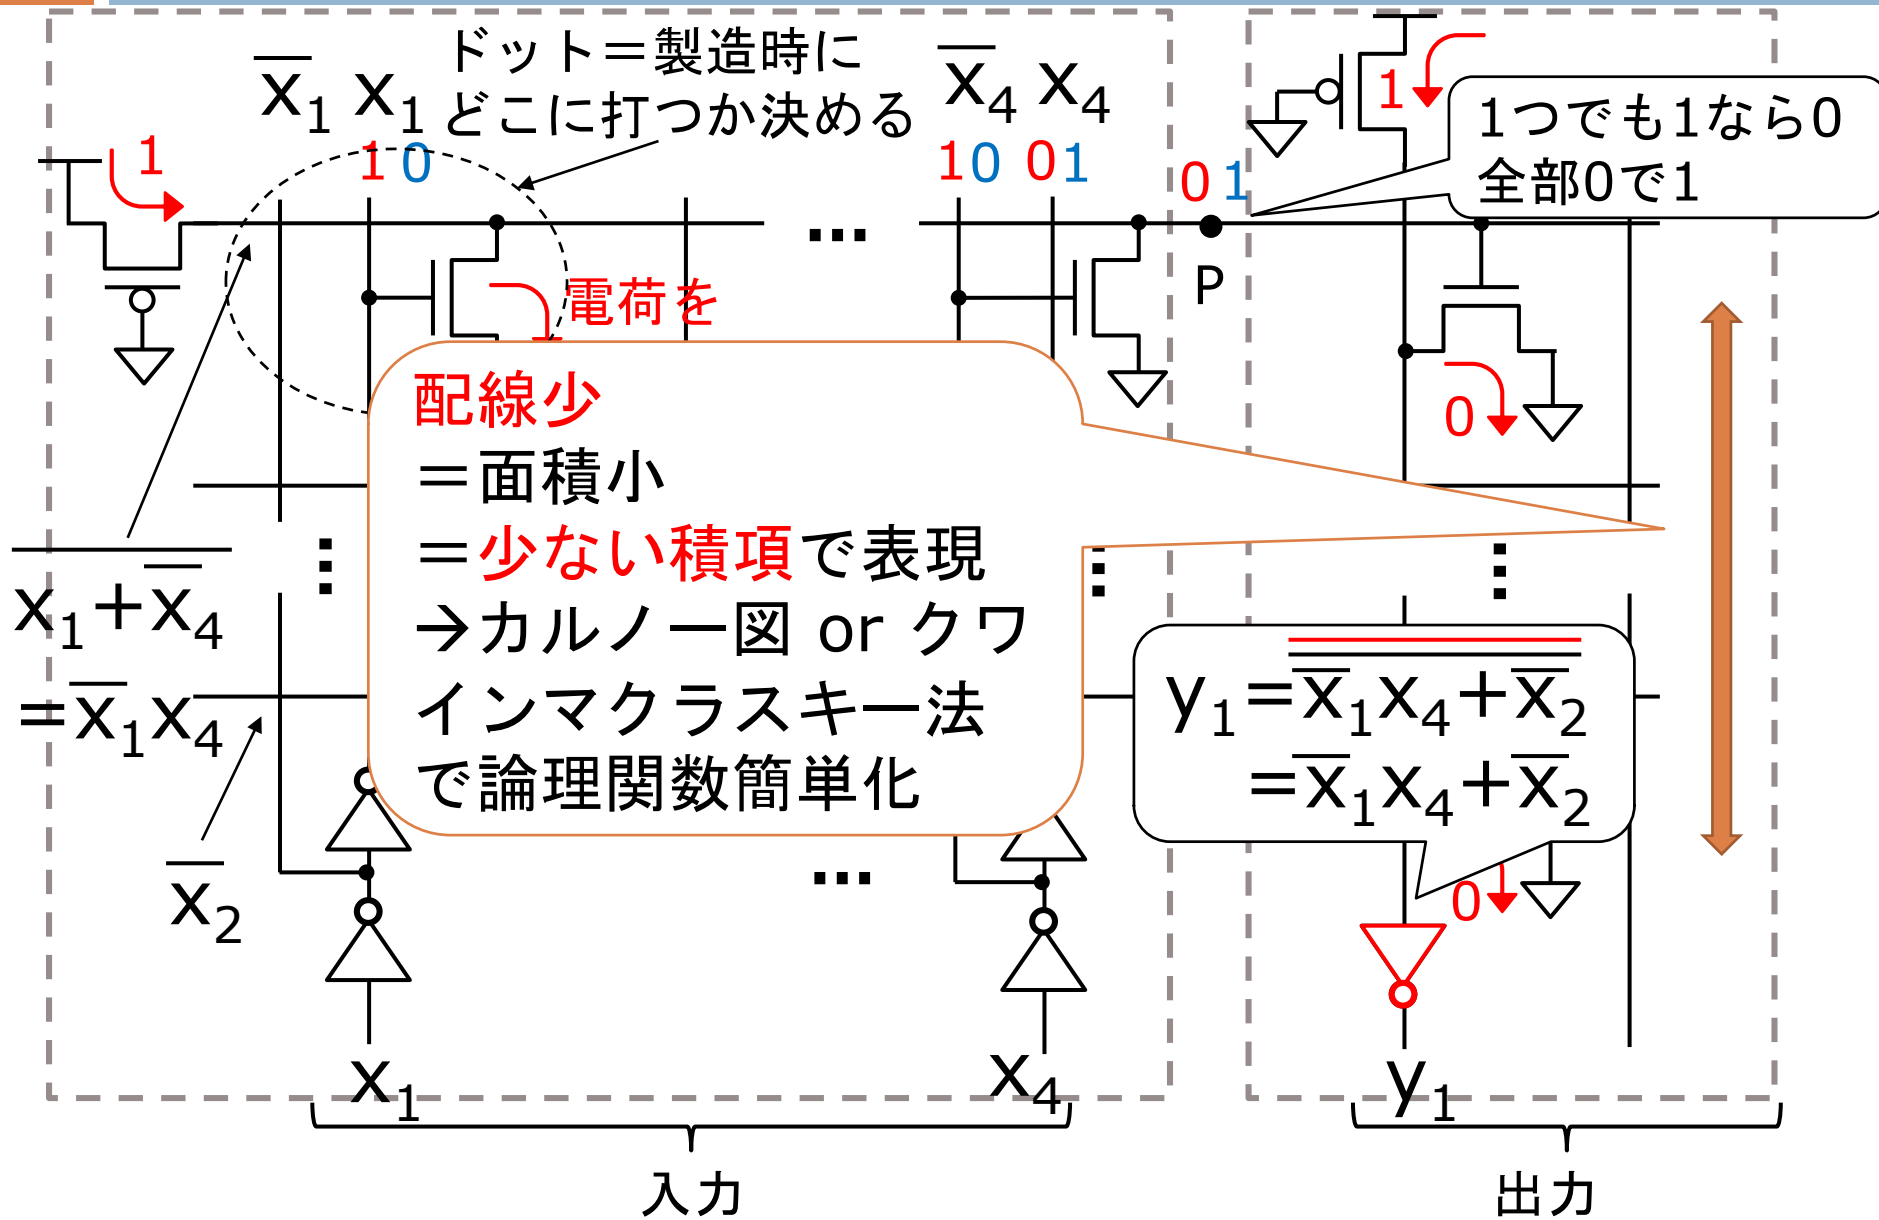 ドット＝製造時に
どこに打つか決める
x̅₁ x₁
x̅₄ x₄
1
1 0
1 0 0 1
0 1
1
1つでも1なら0
全部0で1
P
電荷を
0
配線少
＝面積小
＝少ない積項で表現
→カルノー図 or クワ
インマクラスキー法
で論理関数簡単化
x̅₁̅+̅x̅₄̅
=x̅₁x₄
x̅₂
…
⋮
⋮
⋮
…
y₁=x̅₁x₄+x̅₂
=x̅₁x₄+x̅₂
0
x₁
x₄
y₁
入力
出力